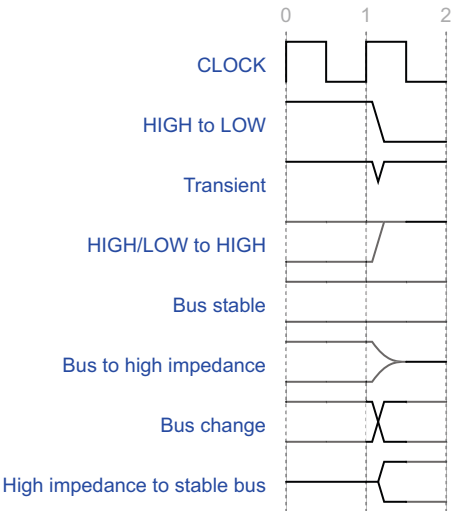 0 1 2
CLOCK
HIGH to LOW
Transient
HIGH/LOW to HIGH
Bus stable
Bus to high impedance
Bus change
High impedance to stable bus